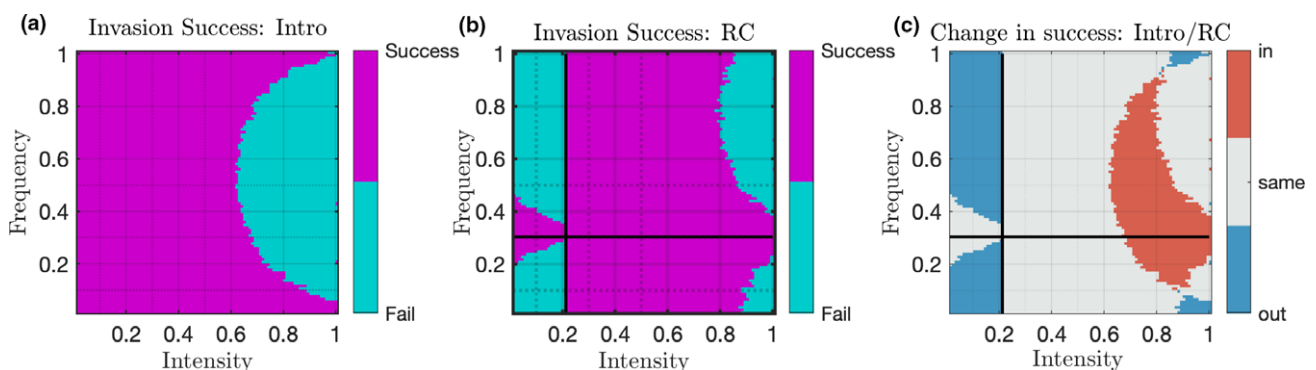 (a)
Invasion Success: Intro
Success
Fail
1
0.8
0.6
0.4
0.2
Frequency
0.2 0.4 0.6 0.8 1
Intensity
(b)
Invasion Success: RC
Success
Fail
1
0.8
0.6
0.4
0.2
Frequency
0.2 0.4 0.6 0.8 1
Intensity
(c)
Change in success: Intro/RC
in
same
out
1
0.8
0.6
0.4
0.2
Frequency
0.2 0.4 0.6 0.8 1
Intensity